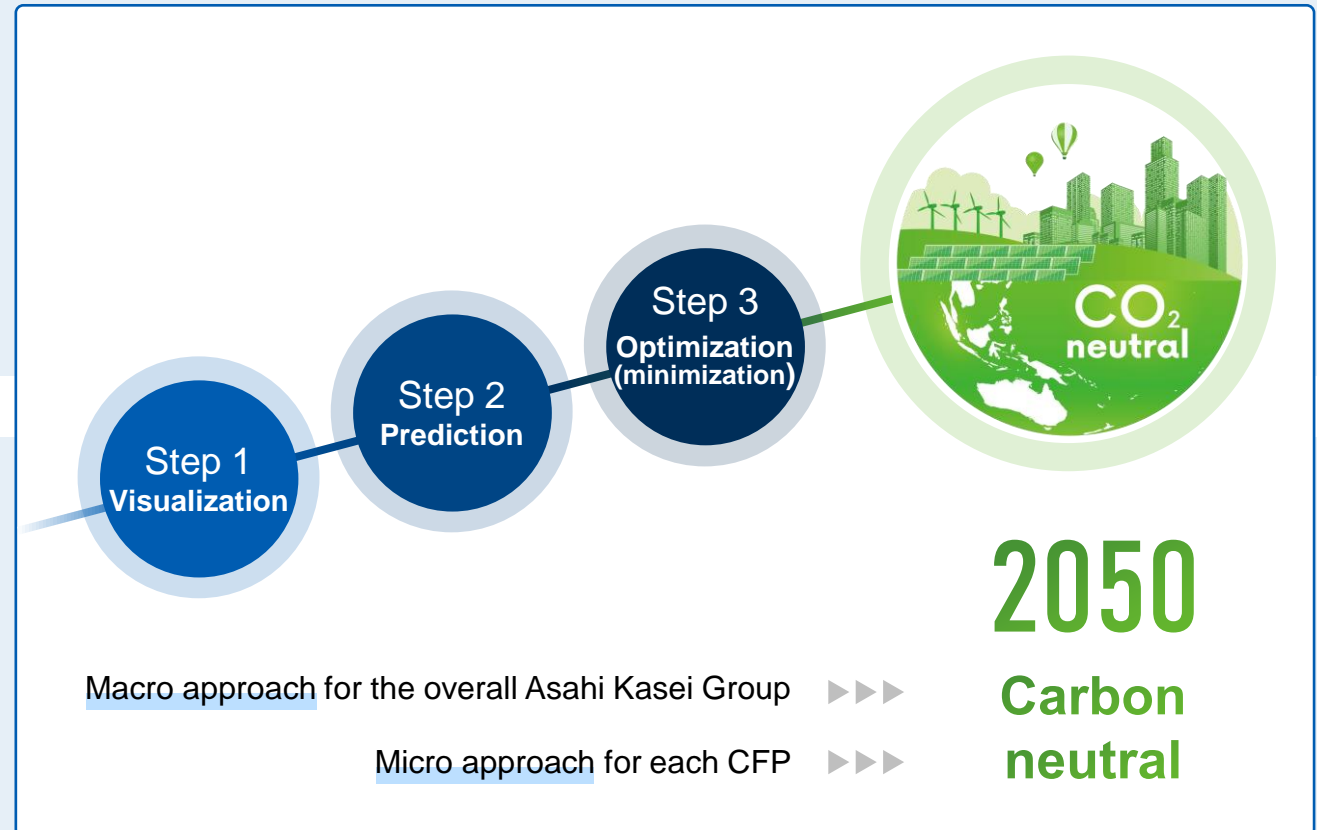 Step 1
Visualization
Step 2
Prediction
Step 3
Optimization
(minimization)
CO₂
neutral
2050
Carbon
neutral
Macro approach for the overall Asahi Kasei Group ▶▶▶
Micro approach for each CFP ▶▶▶